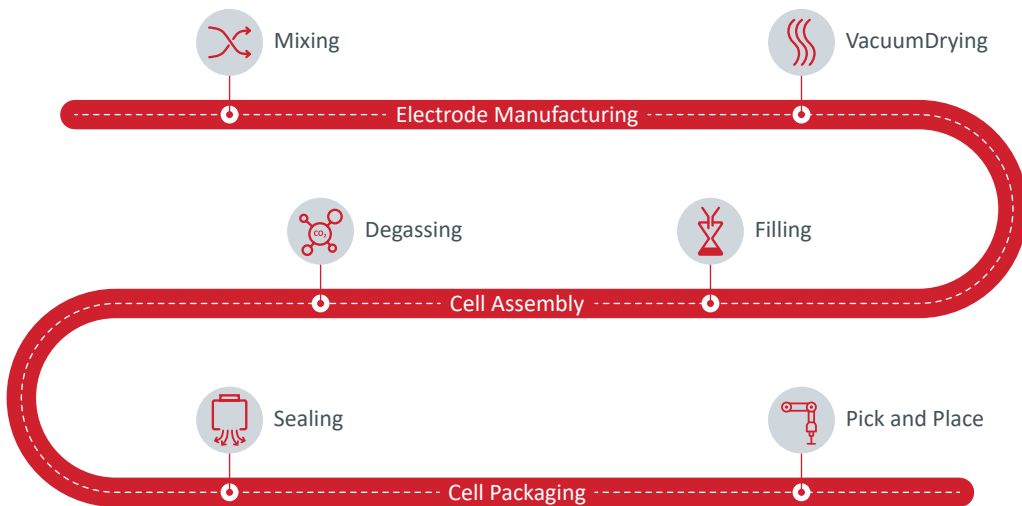 Mixing
VacuumDrying
Electrode Manufacturing
Degassing
Filling
CO₂
Cell Assembly
Sealing
Pick and Place
Cell Packaging